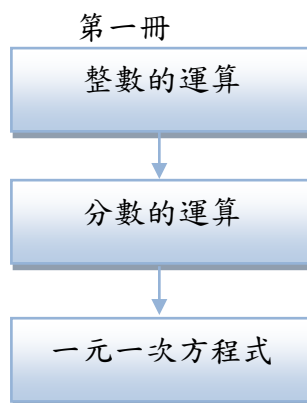 第一冊
整數的運算
分數的運算
一元一次方程式